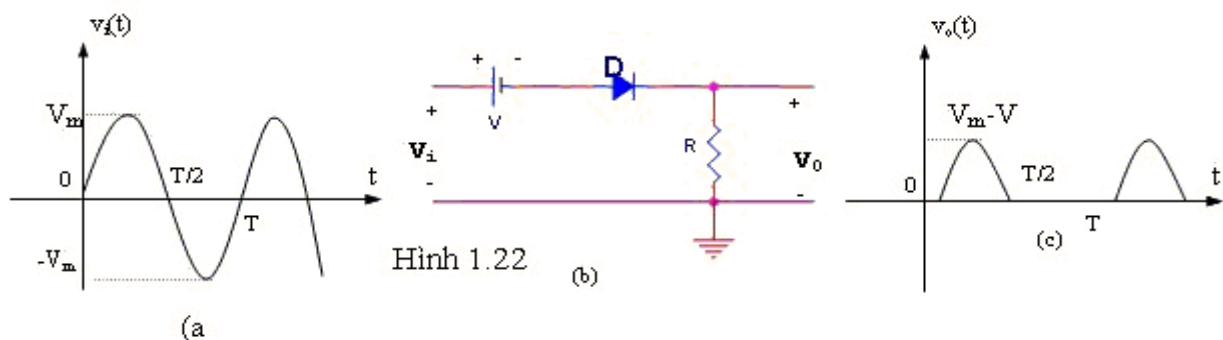 vᵢ(t)
Vₘ
0
T/2
t
T
-Vₘ
(a
+ -
D
V
+
vᵢ
-
R
+
v₀
-
Hình 1.22
(b)
vₒ(t)
Vₘ-V
0
T/2
t
T
(c)